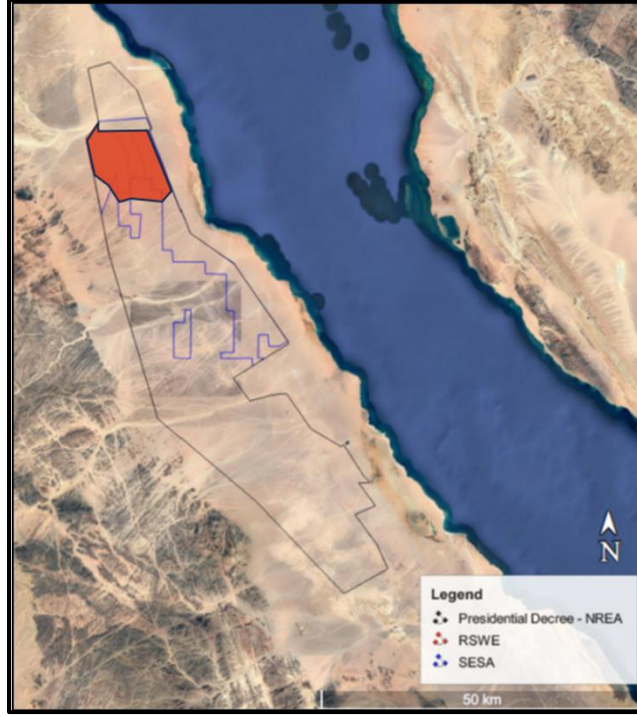 N
Legend
Presidential Decree - NREA
RSWE
SESA
50 km